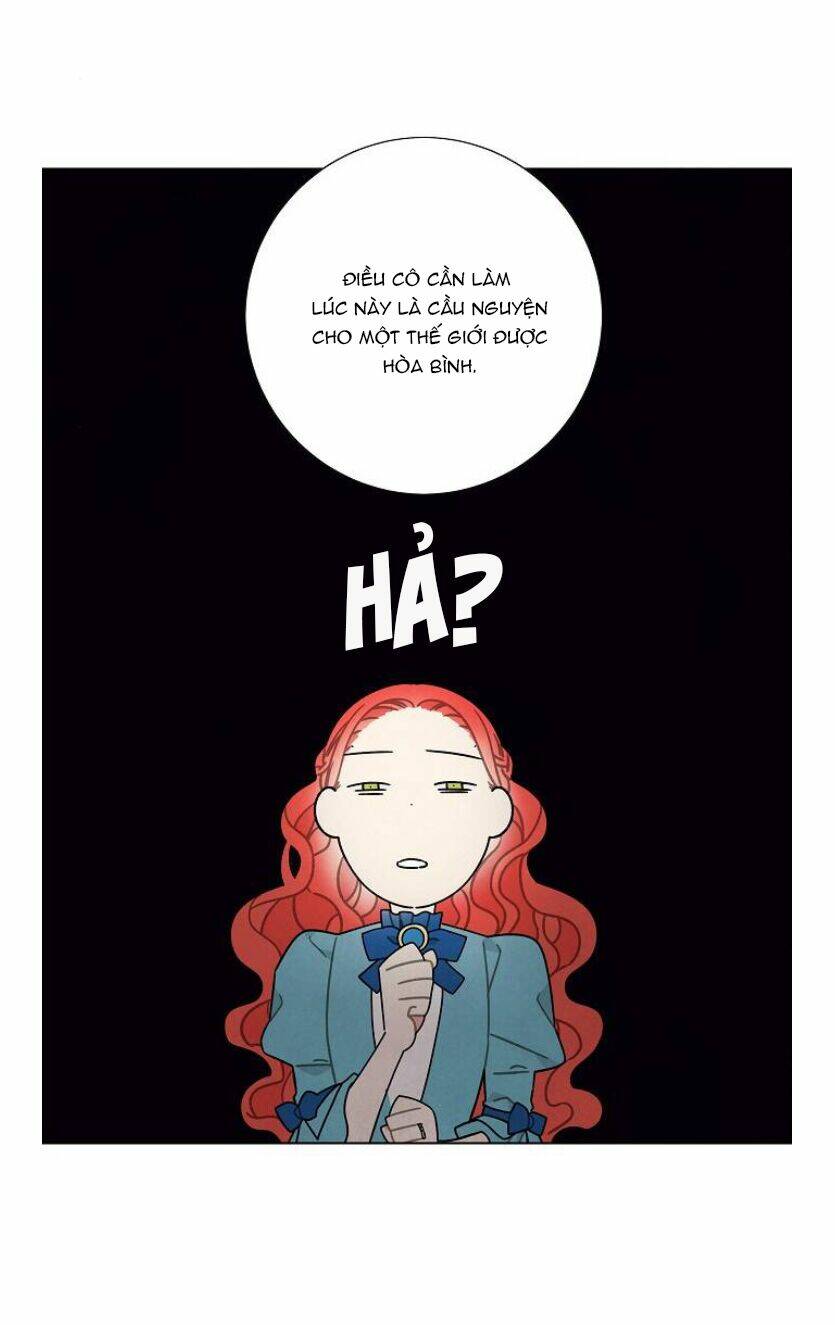 ĐIỀU CÔ CẦN LÀM
LÚC NÀY LÀ CẦU NGUYỆN
CHO MỘT THẾ GIỚI ĐƯỢC
HÒA BÌNH.
HẢ?